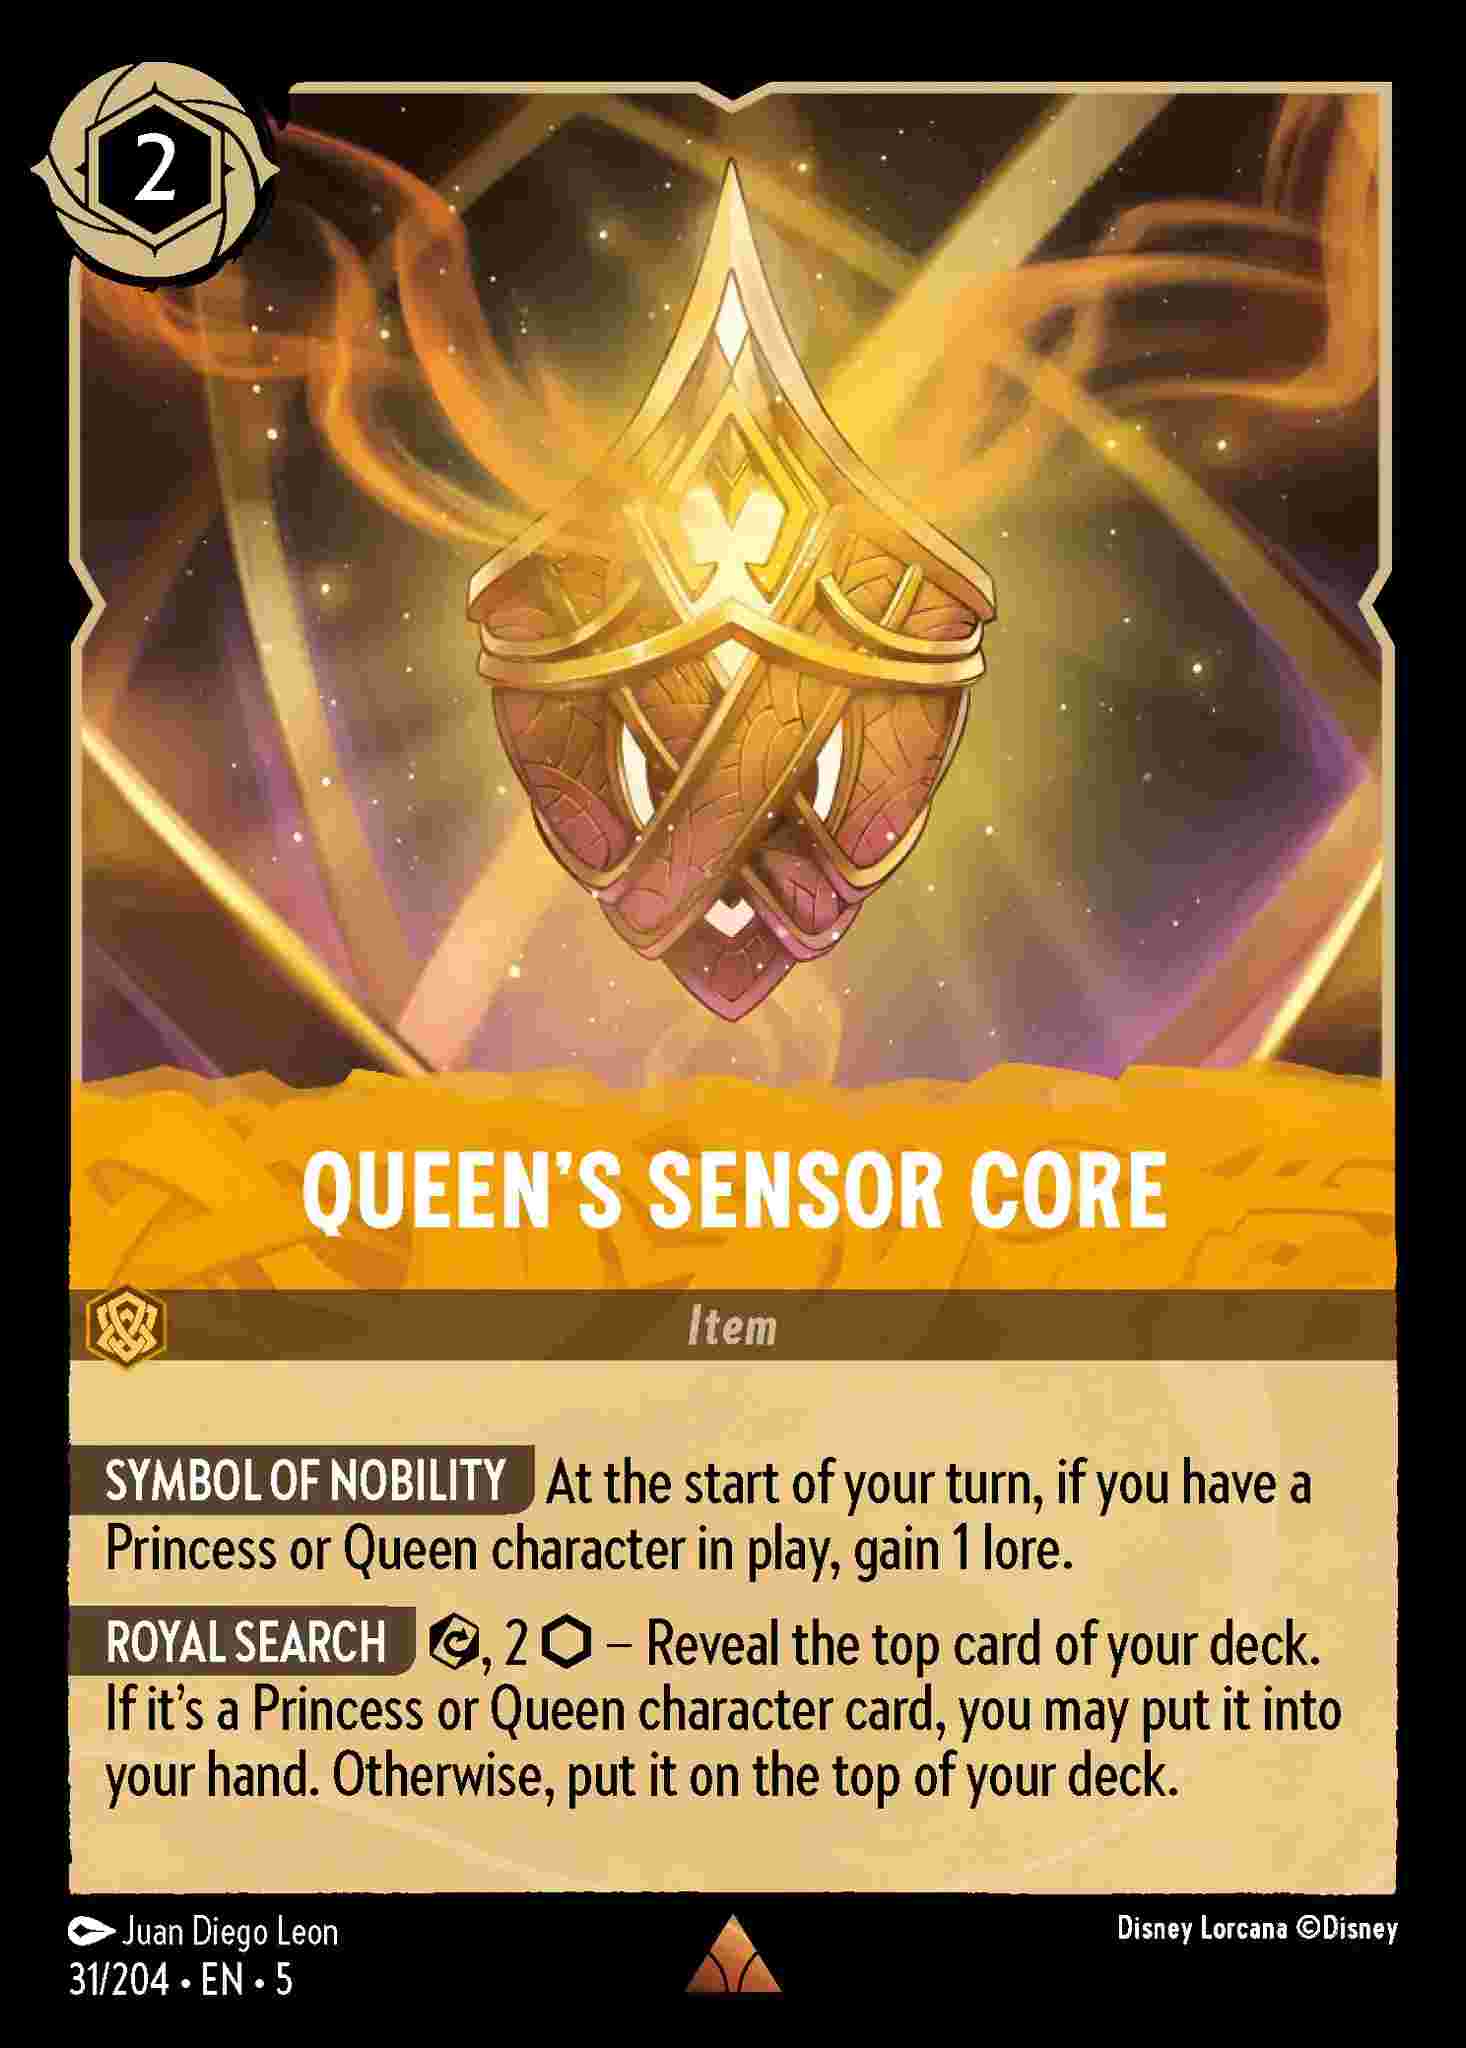 2
QUEEN'S SENSOR CORE
Item
SYMBOL OF NOBILITY At the start of your turn, if you have a
Princess or Queen character in play, gain 1 lore.
ROYAL SEARCH , 2 – Reveal the top card of your deck.
If it's a Princess or Queen character card, you may put it into
your hand. Otherwise, put it on the top of your deck.
Juan Diego Leon
31/204 • EN • 5
Disney Lorcana ©Disney